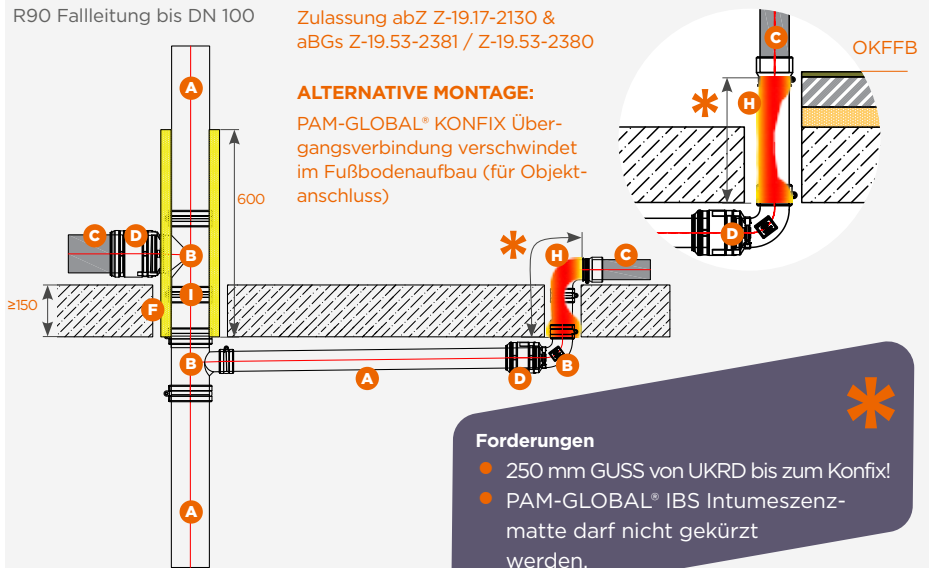 R90 Fallleitung bis DN 100
Zulassung abZ Z-19.17-2130 &
aBGs Z-19.53-2381 / Z-19.53-2380
ALTERNATIVE MONTAGE:
PAM-GLOBAL® KONFIX Über-
gangsverbindung verschwindet
im Fußbodenaufbau (für Objekt-
anschluss)
C
OKFFB
H
*
D
A
600
C
D
B
I
F
≥150
*
H
C
B
A
D
B
A
*
Forderungen
250 mm GUSS von UKRD bis zum Konfix!
PAM-GLOBAL® IBS Intumeszenz-
matte darf nicht gekürzt
werden.